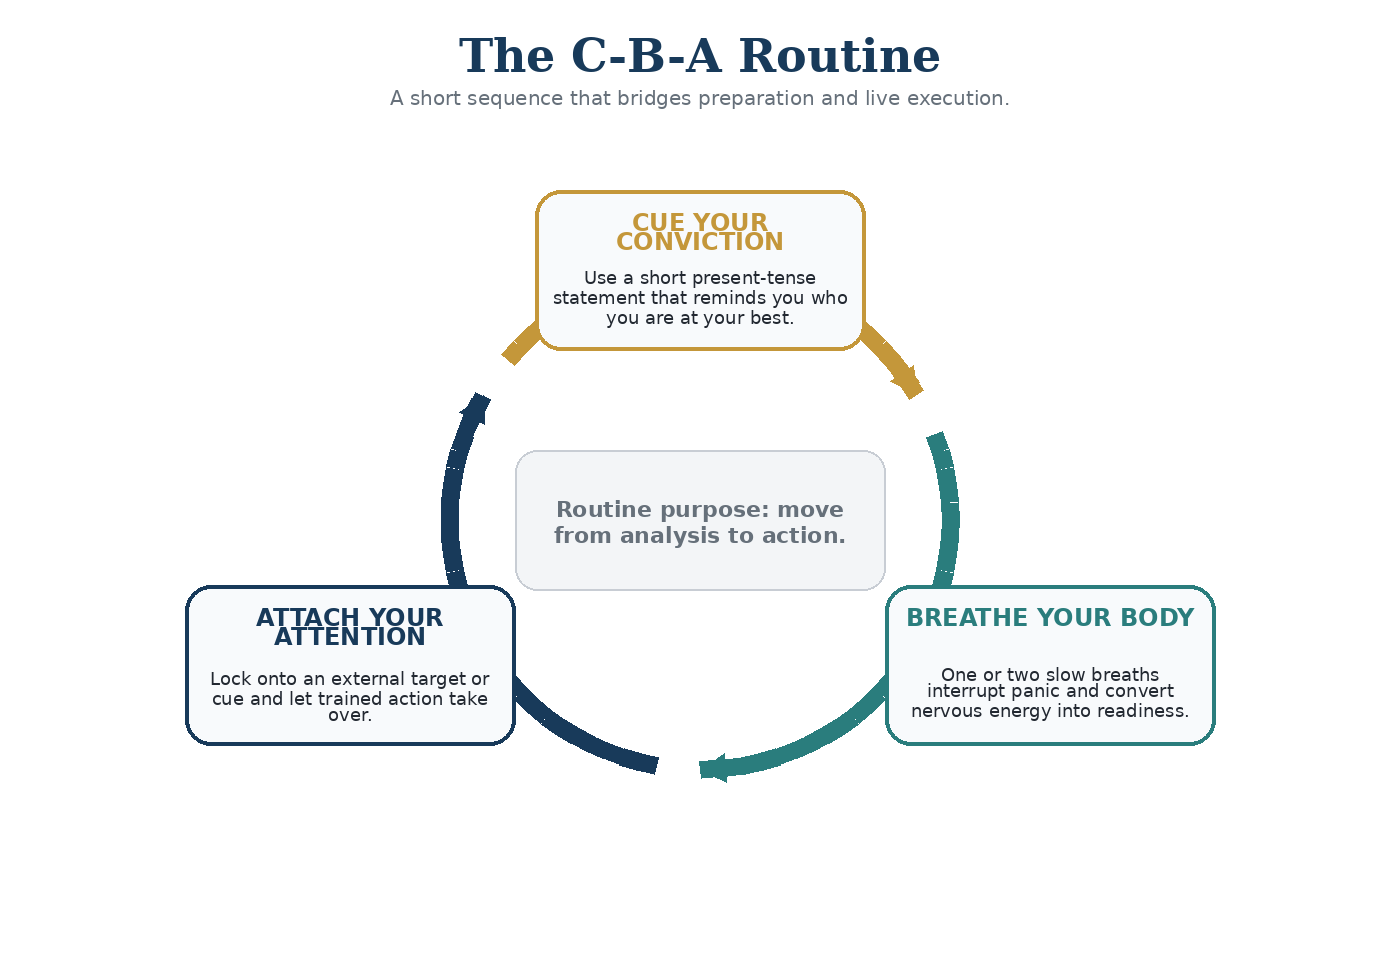 The C-B-A Routine
A short sequence that bridges preparation and live execution.
CUE YOUR
CONVICTION
Use a short present-tense
statement that reminds you who
you are at your best.
Routine purpose: move
from analysis to action.
ATTACH YOUR
ATTENTION
Lock onto an external target or
cue and let trained action take
over.
BREATHE YOUR BODY
One or two slow breaths
interrupt panic and convert
nervous energy into readiness.